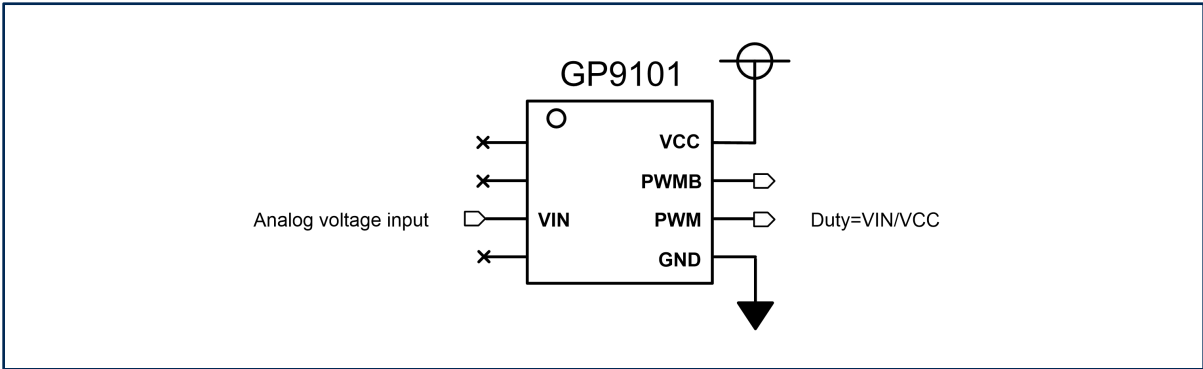 GP9101
VCC
PWMB
Analog voltage input
VIN
PWM
Duty=VIN/VCC
GND